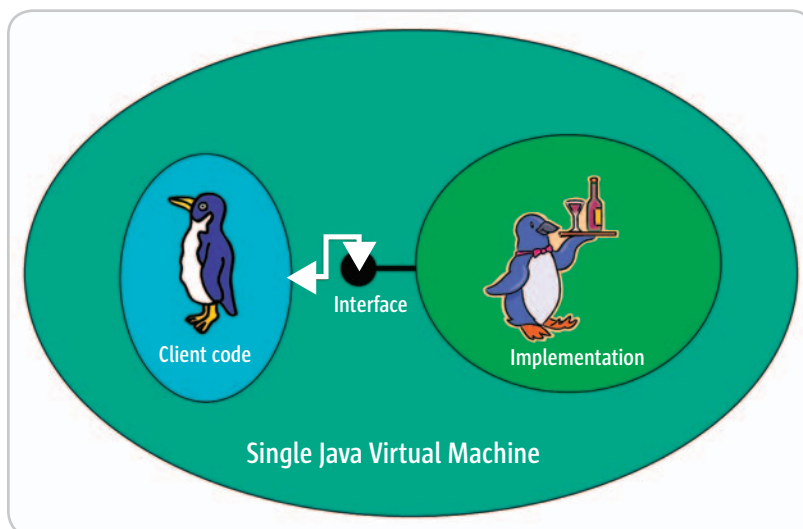 Interface
Client code
Implementation
Single Java Virtual Machine